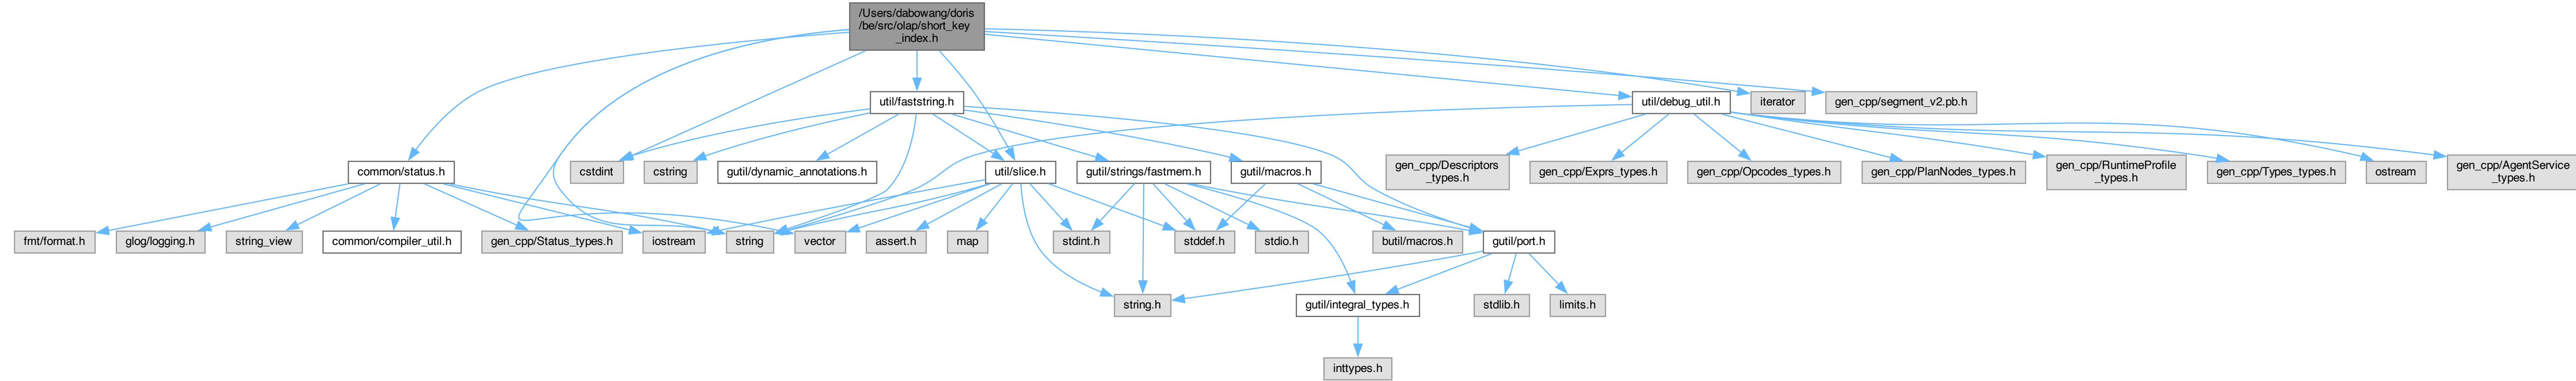 /Users/dabowang/doris
/be/src/olap/short_key
_index.h
util/faststring.h
util/debug_util.h
iterator
gen_cpp/segment_v2.pb.h
common/status.h
cstdint
cstring
gutil/dynamic_annotations.h
util/slice.h
gutil/strings/fastmem.h
gutil/macros.h
gen_cpp/Descriptors
_types.h
gen_cpp/Exprs_types.h
gen_cpp/Opcodes_types.h
gen_cpp/PlanNodes_types.h
gen_cpp/RuntimeProfile
_types.h
gen_cpp/Types_types.h
ostream
gen_cpp/AgentService
_types.h
fmt/format.h
glog/logging.h
string_view
common/compiler_util.h
gen_cpp/Status_types.h
iostream
string
vector
assert.h
map
stdint.h
stddef.h
stdio.h
butil/macros.h
gutil/port.h
string.h
gutil/integral_types.h
stdlib.h
limits.h
inttypes.h